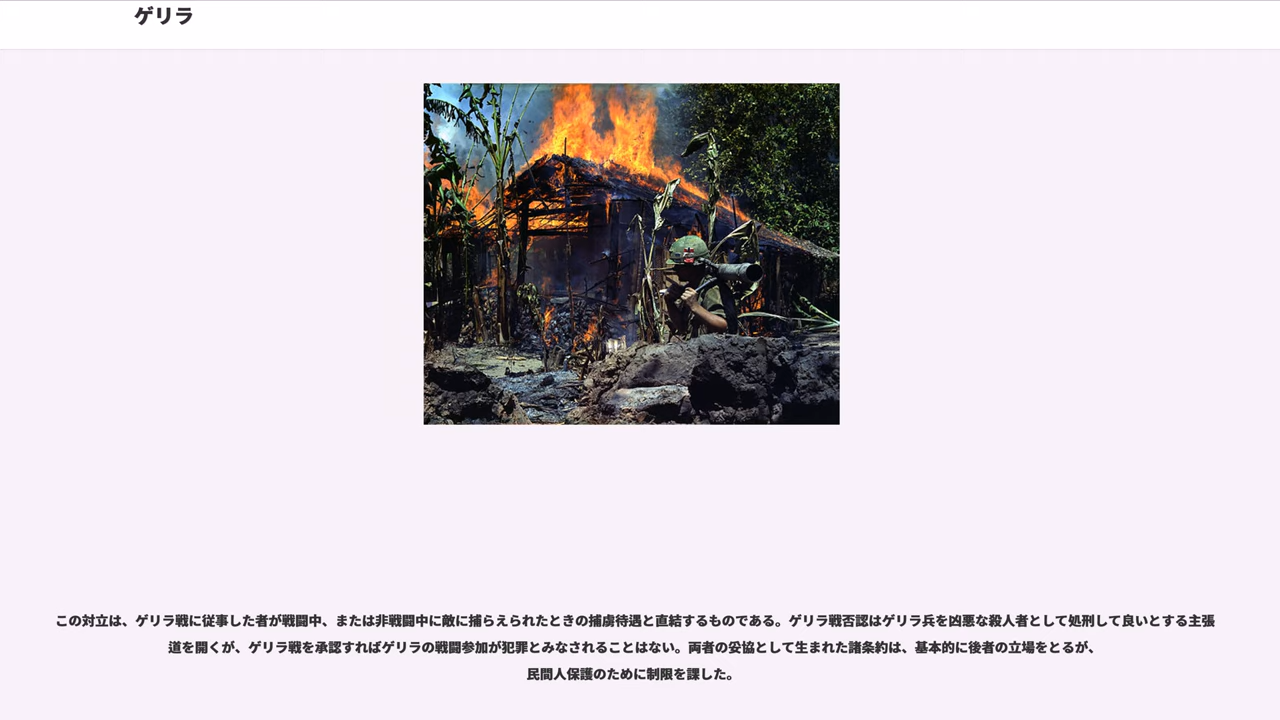 ゲリラ
この対立は、ゲリラ戦に従事した者が戦闘中、または非戦闘中に敵に捕らえられたときの捕虜待遇と直結するものである。ゲリラ戦否認はゲリラ兵を凶悪な殺人者として処刑して良いとする主張
道を開くが、ゲリラ戦を承認すればゲリラの戦闘参加が犯罪とみなされることはない。両者の妥協として生まれた諸条約は、基本的に後者の立場をとるが、
民間人保護のために制限を課した。